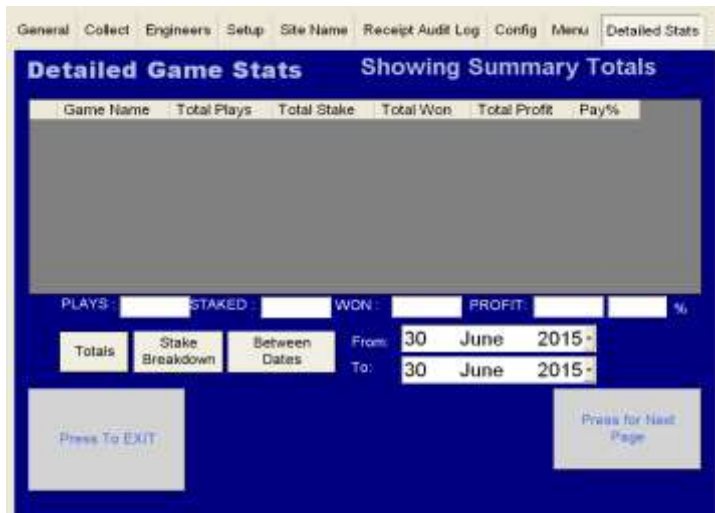 General Collect Engineers Setup Site Name Receipt Audit Log Config Menu Detailed Stats
Detailed Game Stats Showing Summary Totals
Game Name Total Plays Total Stake Total Won Total Profit Pay%
PLAYS : STAKED : WON : PROFIT: %
Totals Stake Breakdown Between Dates
From: 30 June 2015
To: 30 June 2015
Press To EXIT
Press for Next
Page